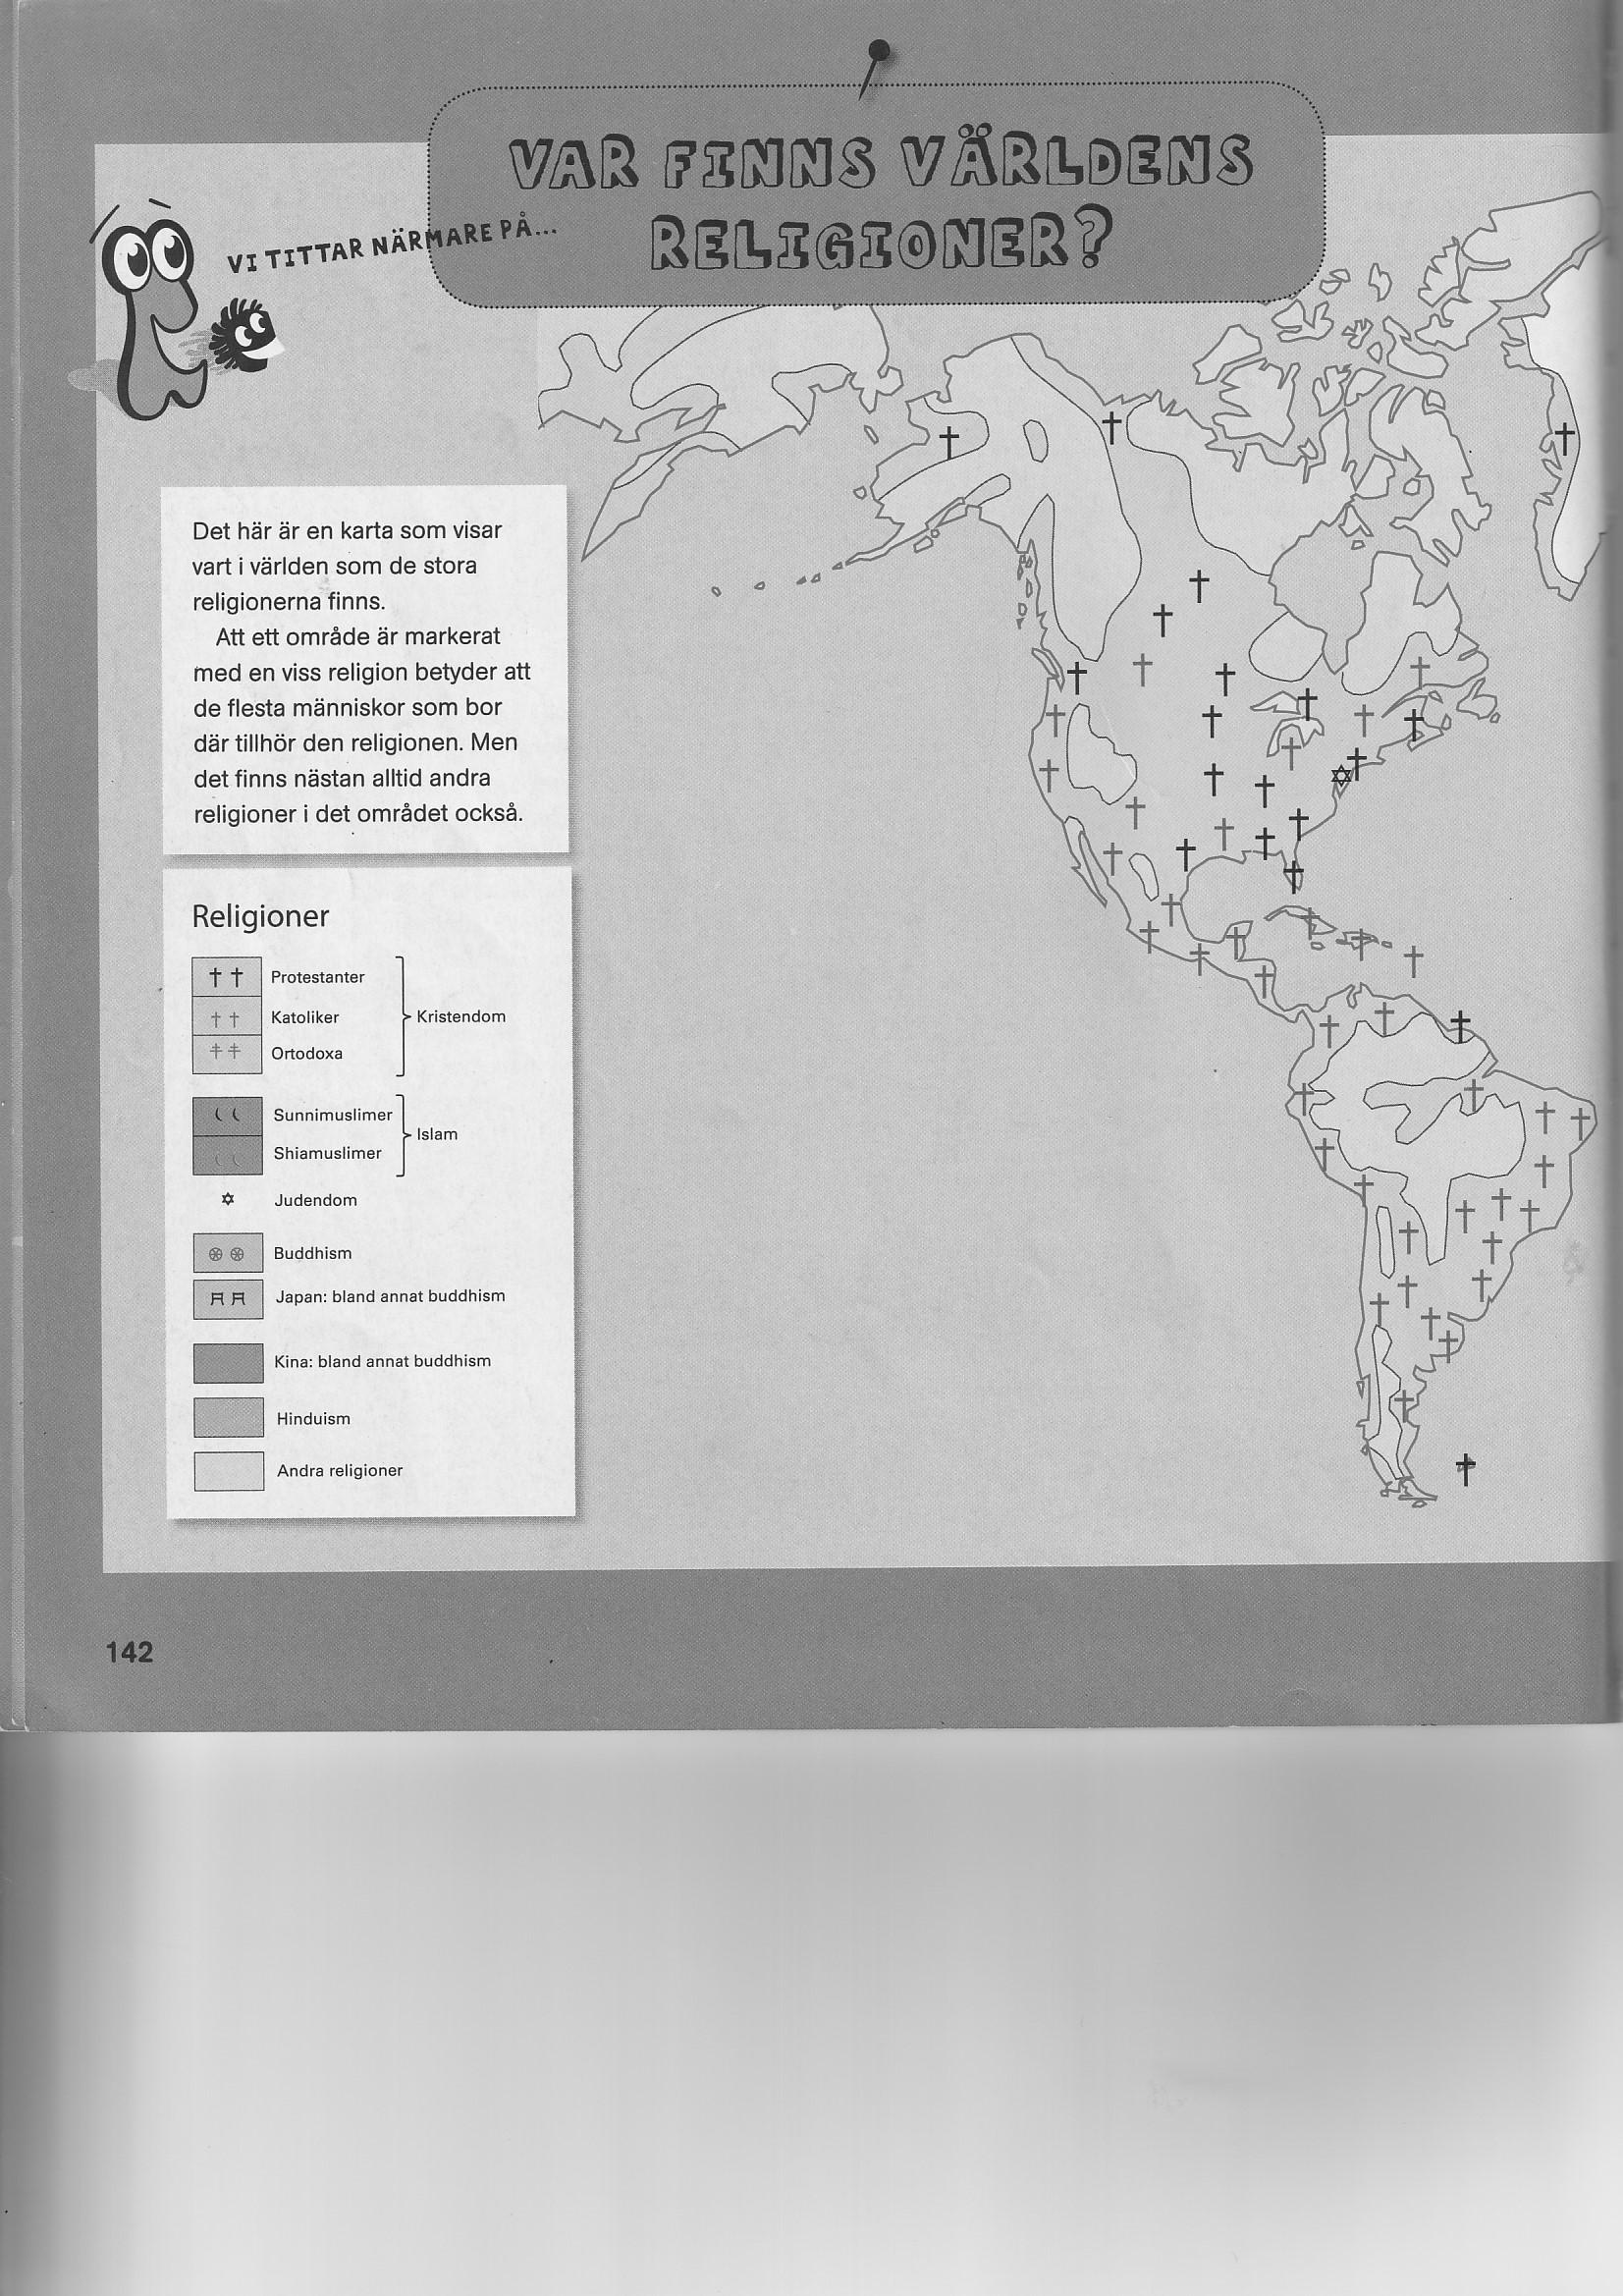 VAR FINNS VÄRLDENS
RELIGIONER?
VI TITTAR NÄRMARE PÅ...
Det här är en karta som visar
vart i världen som de stora
religionerna finns.
Att ett område är markerat
med en viss religion betyder att
de flesta människor som bor
där tillhör den religionen. Men
det finns nästan alltid andra
religioner i det området också.
Religioner
Protestanter
Katoliker
Kristendom
Ortodoxa
Sunnimuslimer
Islam
Shiamuslimer
Judendom
Buddhism
Japan: bland annat buddhism
Kina: bland annat buddhism
Hinduism
Andra religioner
142